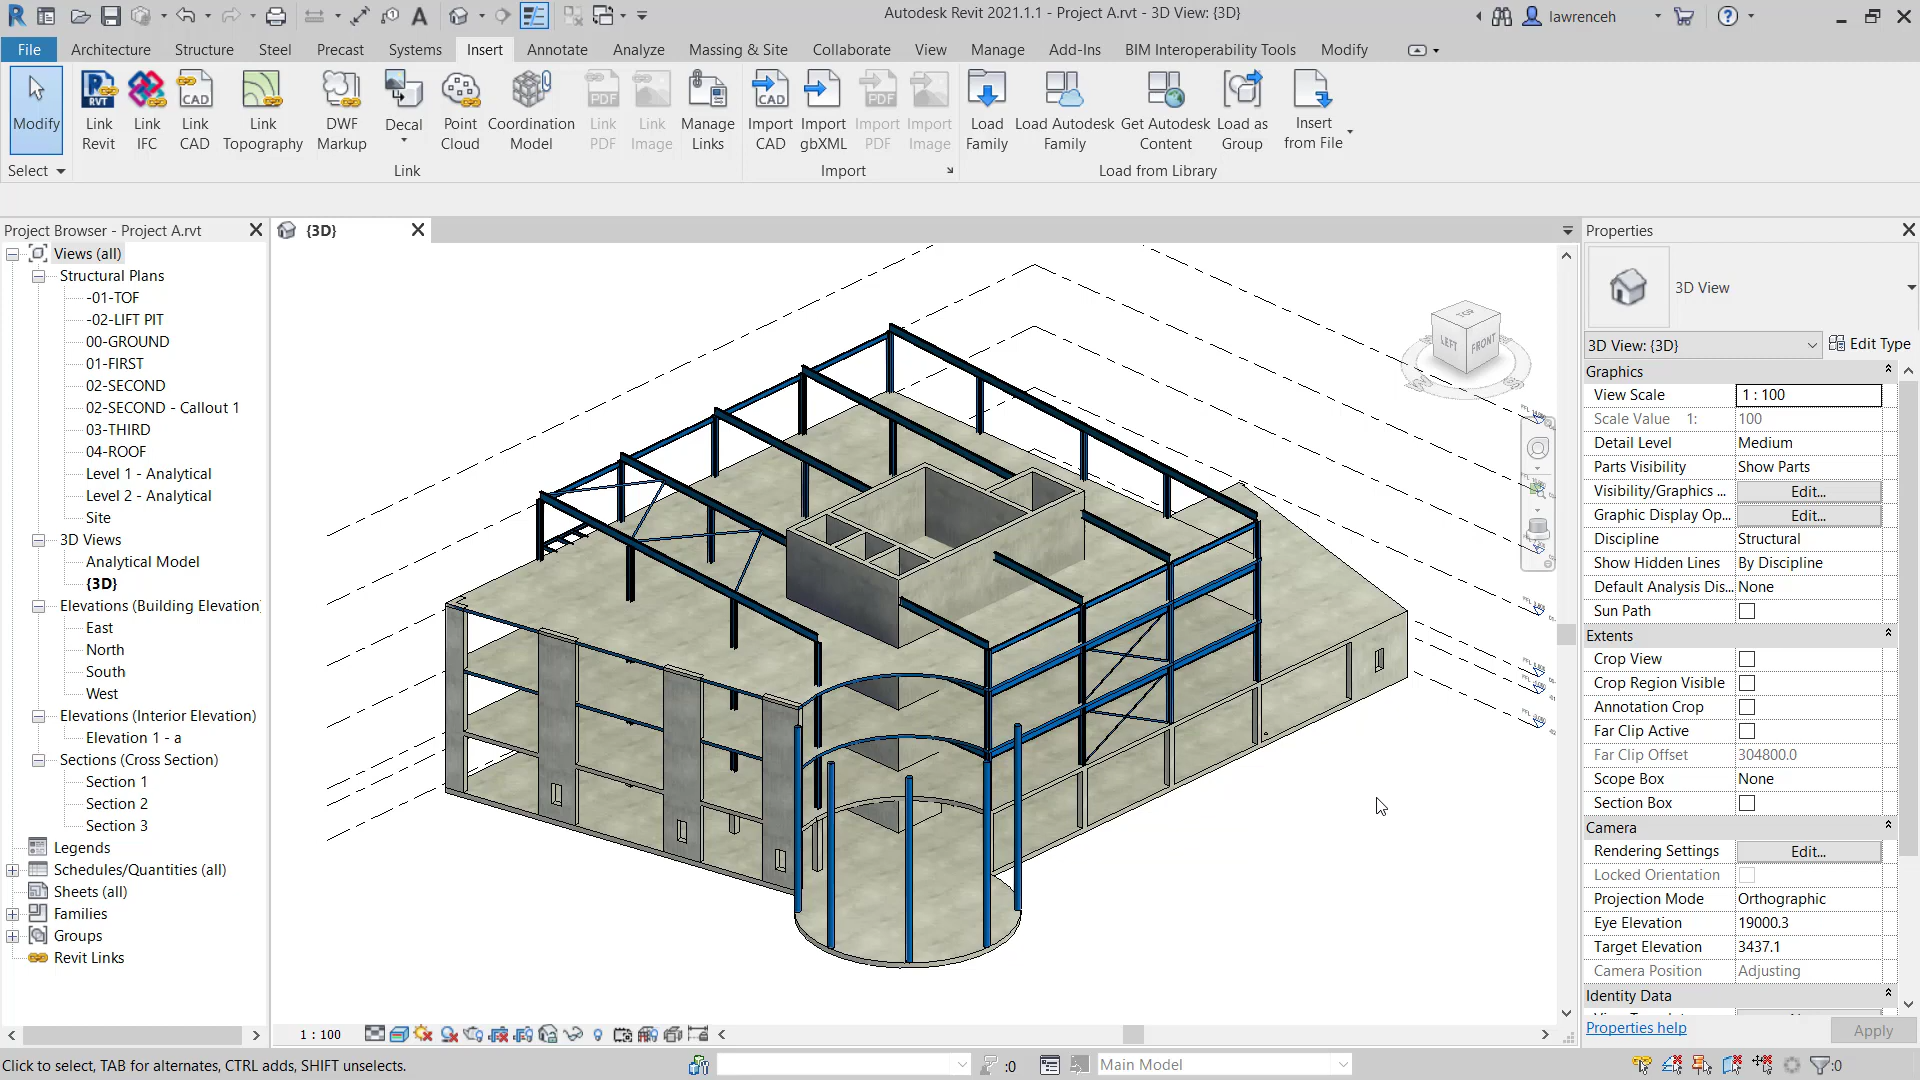 Autodesk Revit 2021.1.1 - Project A.rvt - 3D View: {3D}
lawrenceh
File Architecture Structure Steel Precast Systems Insert Annotate Analyze Massing & Site Collaborate View Manage Add-Ins BIM Interoperability Tools Modify
Modify
Link Revit
Link IFC
Link CAD
Link Topography
DWF Markup
Decal
Point Cloud
Coordination Model
Link PDF
Link Image
Manage Links
Import CAD
Import gbXML
Import PDF
Import Image
Load Family
Load Autodesk Family
Get Autodesk Content
Load as Group
Insert from File
Select
Link
Import
Load from Library
Project Browser - Project A.rvt
Views (all)
Structural Plans
-01-TOF
-02-LIFT PIT
00-GROUND
01-FIRST
02-SECOND
02-SECOND - Callout 1
03-THIRD
04-ROOF
Level 1 - Analytical
Level 2 - Analytical
Site
3D Views
Analytical Model
{3D}
Elevations (Building Elevation)
East
North
South
West
Elevations (Interior Elevation)
Elevation 1 - a
Sections (Cross Section)
Section 1
Section 2
Section 3
Legends
Schedules/Quantities (all)
Sheets (all)
Families
Groups
Revit Links
{3D}
TOP
LEFT
FRONT
Properties
3D View
3D View: {3D}
Edit Type
Graphics
View Scale 1 : 100
Scale Value 1: 100
Detail Level Medium
Parts Visibility Show Parts
Visibility/Graphics ... Edit...
Graphic Display Op... Edit...
Discipline Structural
Show Hidden Lines By Discipline
Default Analysis Dis... None
Sun Path
Extents
Crop View
Crop Region Visible
Annotation Crop
Far Clip Active
Far Clip Offset 304800.0
Scope Box None
Section Box
Camera
Rendering Settings Edit...
Locked Orientation
Projection Mode Orthographic
Eye Elevation 19000.3
Target Elevation 3437.1
Camera Position Adjusting
Identity Data
Properties help
Apply
1 : 100
Click to select, TAB for alternates, CTRL adds, SHIFT unselects.
:0
Main Model
:0